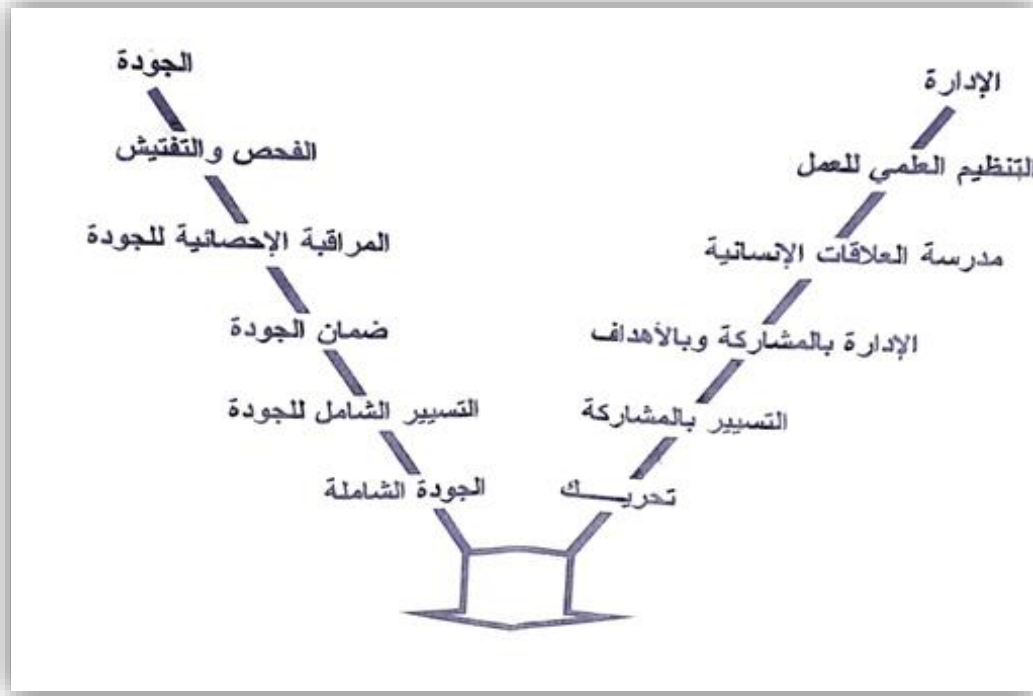 الإدارة
الجودة
التنظيم العلمي للعمل
الفحص والتفتيش
مدرسة العلاقات الإنسانية
المراقبة الإحصائية للجودة
الإدارة بالمشاركة وبالأهداف
ضمان الجودة
التسيير بالمشاركة
التسيير الشامل للجودة
تحريــــك
الجودة الشاملة